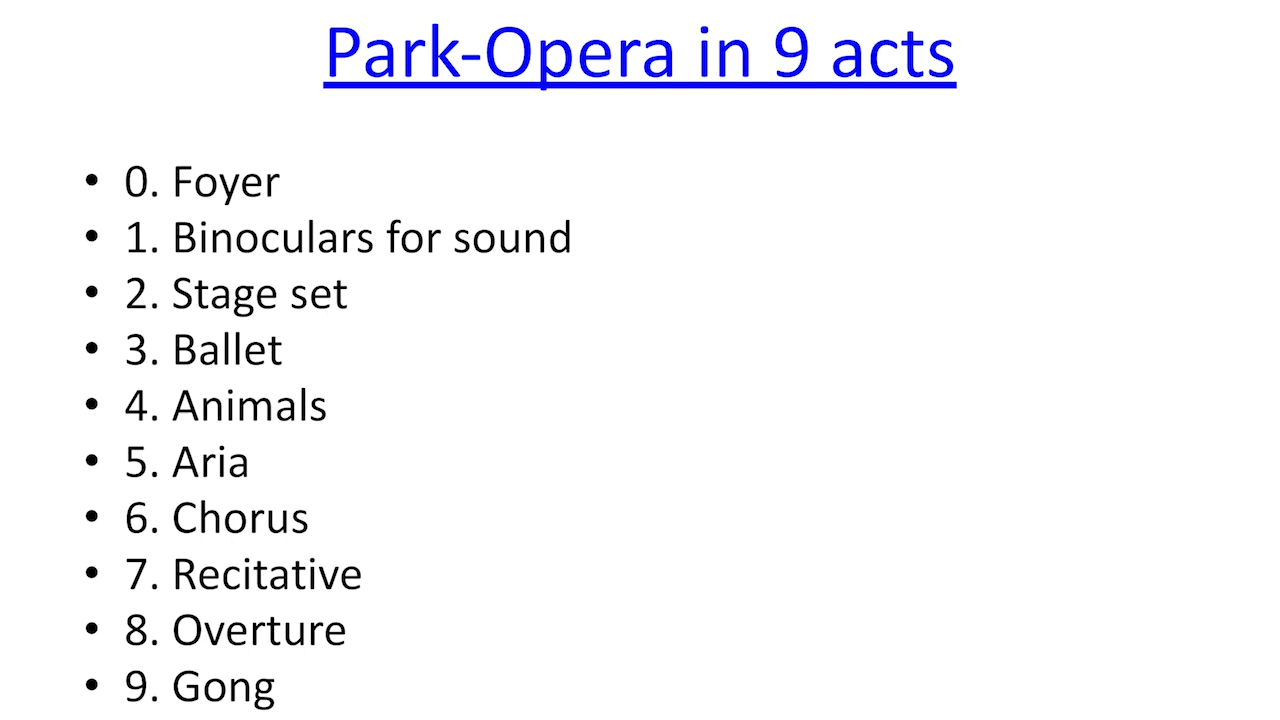 Park-Opera in 9 acts
• 0. Foyer
• 1. Binoculars for sound
• 2. Stage set
• 3. Ballet
• 4. Animals
• 5. Aria
• 6. Chorus
• 7. Recitative
• 8. Overture
• 9. Gong